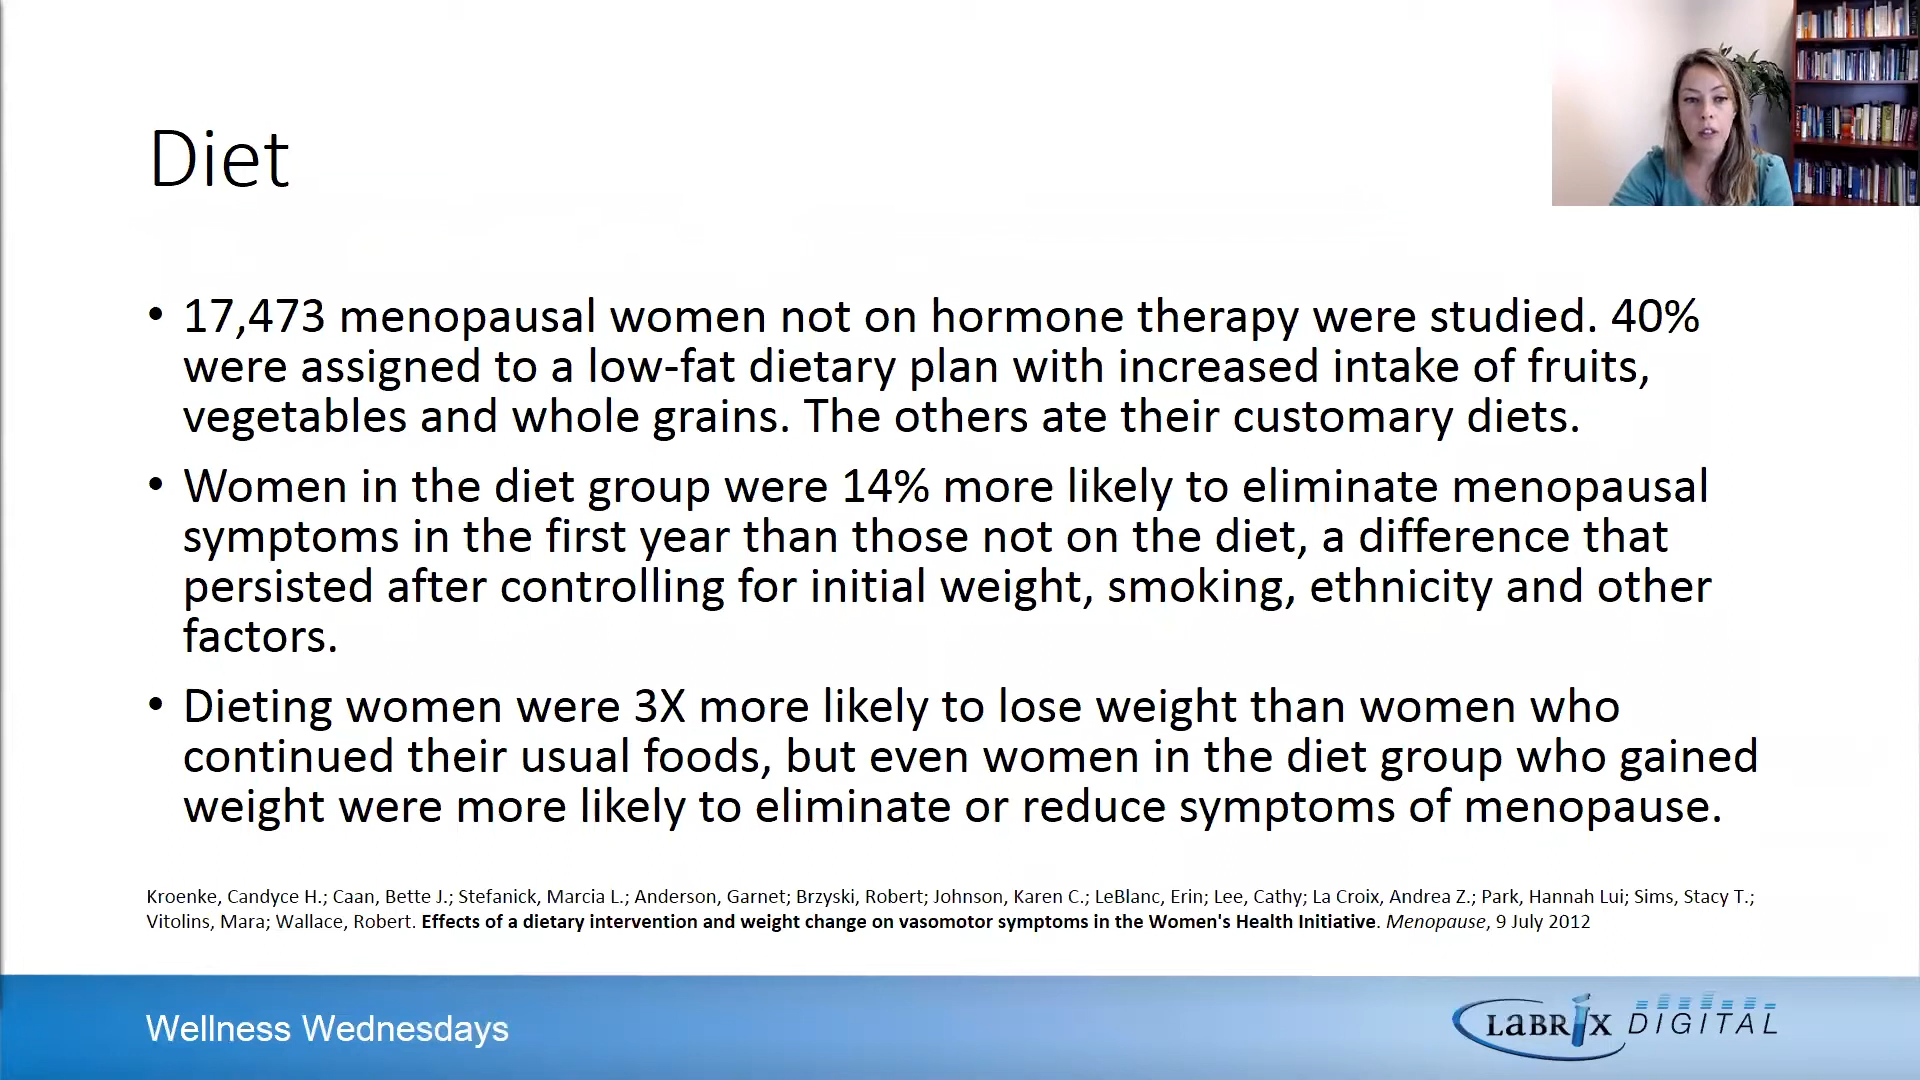 Diet
• 17,473 menopausal women not on hormone therapy were studied. 40%
were assigned to a low-fat dietary plan with increased intake of fruits,
vegetables and whole grains. The others ate their customary diets.
• Women in the diet group were 14% more likely to eliminate menopausal
symptoms in the first year than those not on the diet, a difference that
persisted after controlling for initial weight, smoking, ethnicity and other
factors.
• Dieting women were 3X more likely to lose weight than women who
continued their usual foods, but even women in the diet group who gained
weight were more likely to eliminate or reduce symptoms of menopause.
Kroenke, Candyce H.; Caan, Bette J.; Stefanick, Marcia L.; Anderson, Garnet; Brzyski, Robert; Johnson, Karen C.; LeBlanc, Erin; Lee, Cathy; La Croix, Andrea Z.; Park, Hannah Lui; Sims, Stacy T.;
Vitolins, Mara; Wallace, Robert. Effects of a dietary intervention and weight change on vasomotor symptoms in the Women's Health Initiative. Menopause, 9 July 2012
Wellness Wednesdays
LABRIX DIGITAL